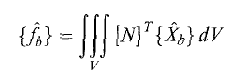 {f̂_b} = ∭_V [N]^T {X̂_b} dV